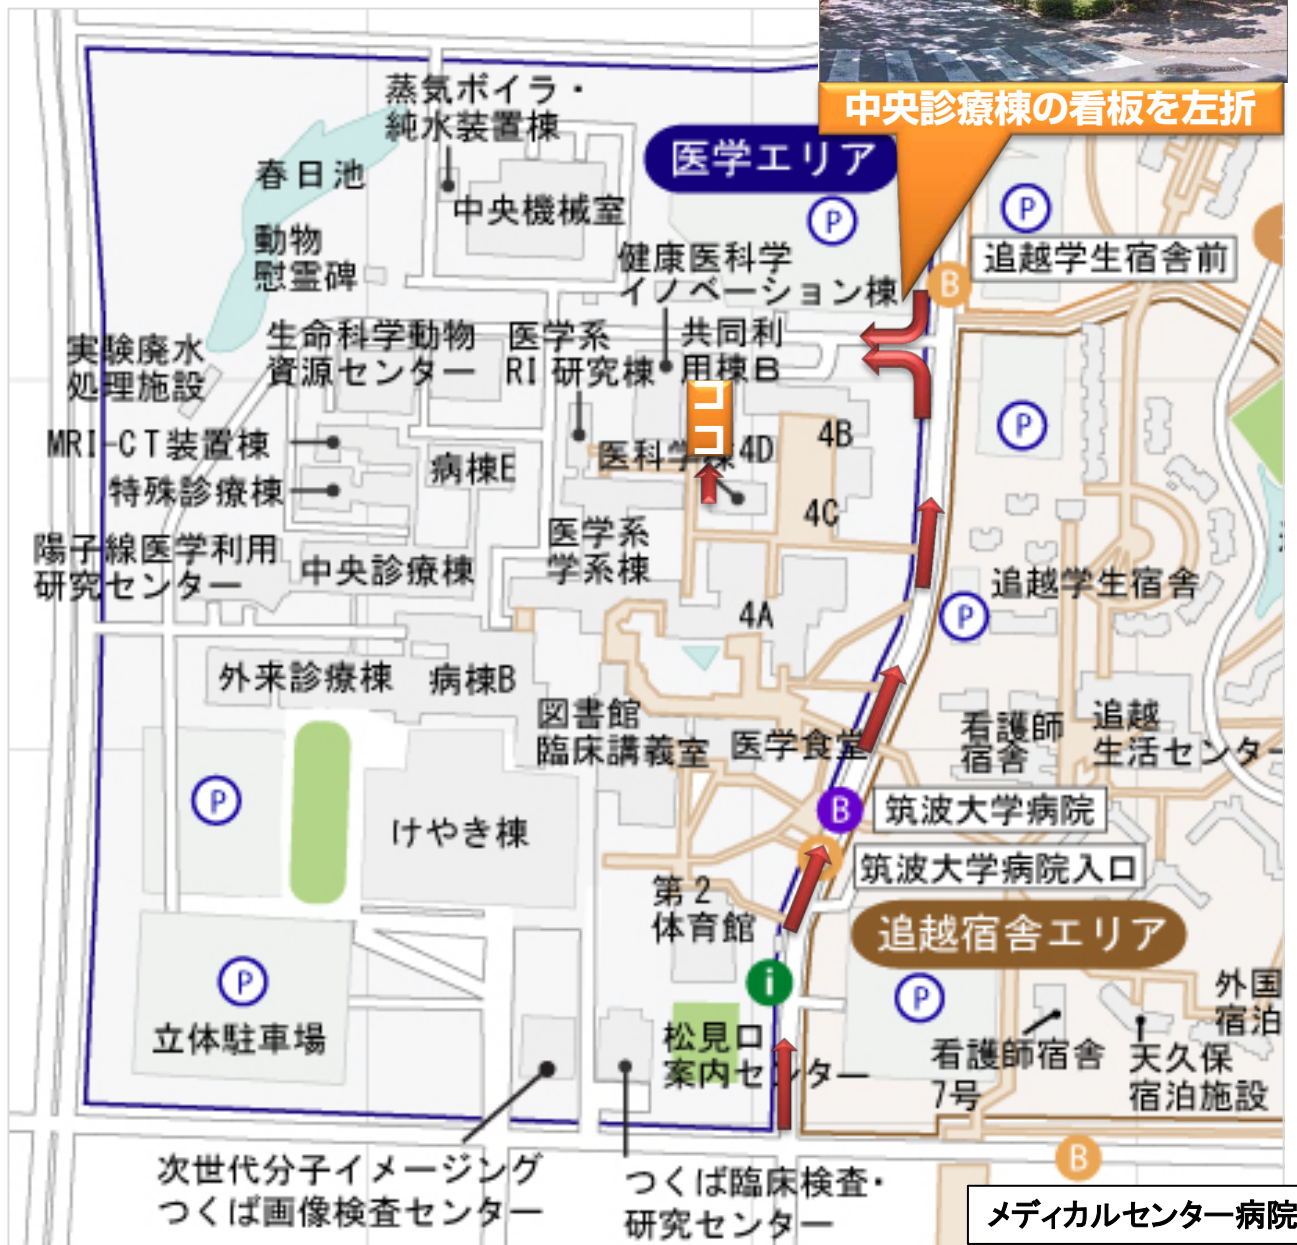 中央診療棟の看板を左折
蒸気ボイラ・
純水装置棟
医学エリア
春日池
P
P
中央機械室
動物
慰霊碑
健康医科学
イノベーション棟
追越学生宿舎前
B
実験廃水
処理施設
生命科学動物
資源センター
医学系
RI 研究棟
共同利
用棟B
ココ
P
MRI-CT装置棟
病棟E
医科学棟
4D
4B
特殊診療棟
4C
陽子線医学利用
研究センター
中央診療棟
医学系
学系棟
追越学生宿舎
4A
P
外来診療棟
病棟B
図書館
臨床講義室
医学食堂
看護師
宿舎
追越
生活センター
P
けやき棟
B
筑波大学病院
筑波大学病院入口
第2
体育館
追越宿舎エリア
P
i
P
外国
宿泊
立体駐車場
松見口
案内センター
看護師宿舎
7号
天久保
宿泊施設
次世代分子イメージング
つくば画像検査センター
つくば臨床検査・
研究センター
B
メディカルセンター病院